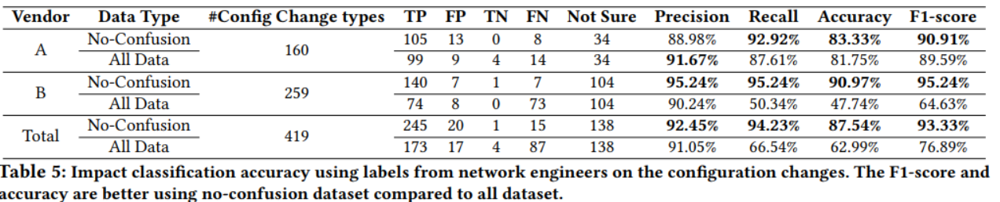 Vendor Data Type #Config Change types TP FP TN FN Not Sure Precision Recall Accuracy F1-score
A No-Confusion 160 105 13 0 8 34 88.98% 92.92% 83.33% 90.91%
All Data 99 9 4 14 34 91.67% 87.61% 81.75% 89.59%
B No-Confusion 259 140 7 1 7 104 95.24% 95.24% 90.97% 95.24%
All Data 74 8 0 73 104 90.24% 50.34% 47.74% 64.63%
Total No-Confusion 419 245 20 1 15 138 92.45% 94.23% 87.54% 93.33%
All Data 173 17 4 87 138 91.05% 66.54% 62.99% 76.89%
Table 5: Impact classification accuracy using labels from network engineers on the configuration changes. The F1-score and
accuracy are better using no-confusion dataset compared to all dataset.